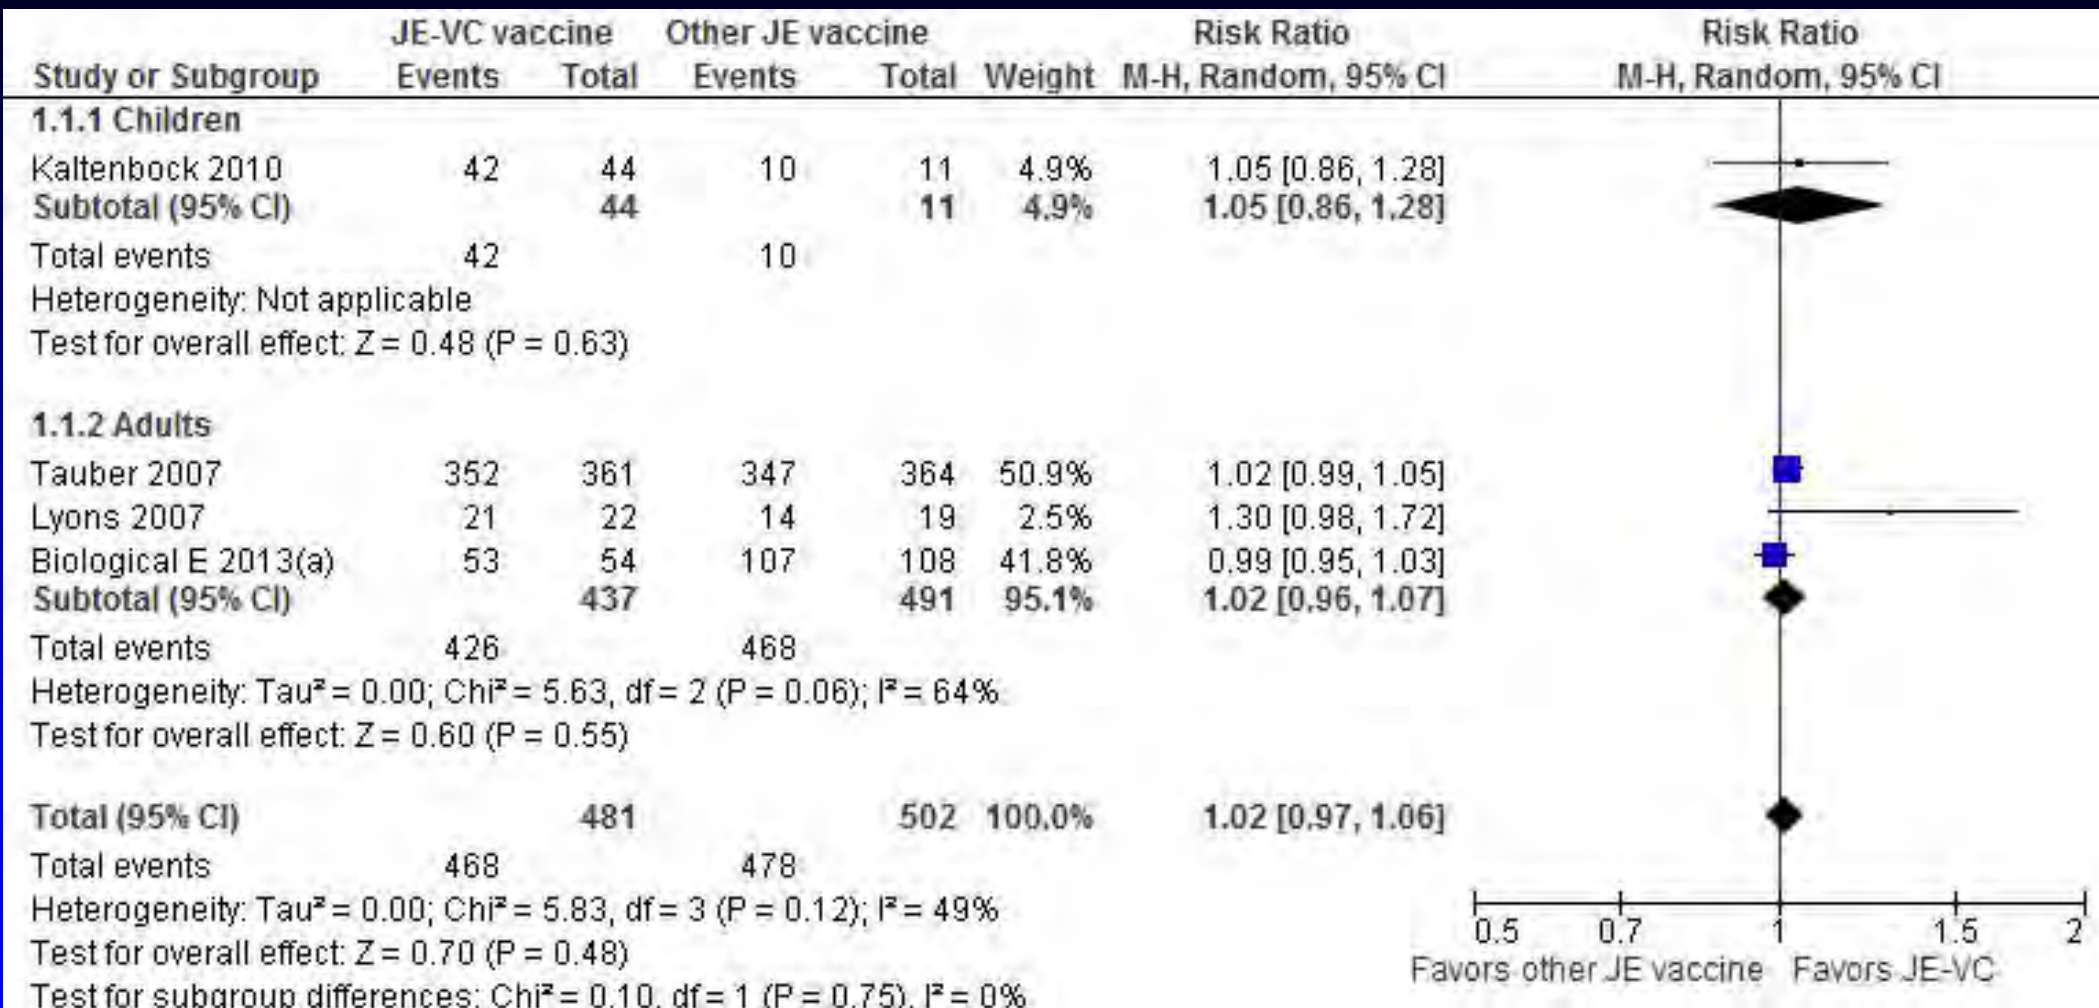 JE-VC vaccine Other JE vaccine Risk Ratio Risk Ratio
Study or Subgroup Events Total Events Total Weight M-H, Random, 95% CI M-H, Random, 95% CI
1.1.1 Children
Kaltenbock 2010 42 44 10 11 4.9% 1.05 [0.86, 1.28]
Subtotal (95% CI) 44 11 4.9% 1.05 [0.86, 1.28]
Total events 42 10
Heterogeneity: Not applicable
Test for overall effect: Z = 0.48 (P = 0.63)
1.1.2 Adults
Tauber 2007 352 361 347 364 50.9% 1.02 [0.99, 1.05]
Lyons 2007 21 22 14 19 2.5% 1.30 [0.98, 1.72]
Biological E 2013(a) 53 54 107 108 41.8% 0.99 [0.95, 1.03]
Subtotal (95% CI) 437 491 95.1% 1.02 [0.96, 1.07]
Total events 426 468
Heterogeneity: Tau² = 0.00; Chi² = 5.63, df = 2 (P = 0.06); I² = 64%
Test for overall effect: Z = 0.60 (P = 0.55)
Total (95% CI) 481 502 100.0% 1.02 [0.97, 1.06]
Total events 468 478
Heterogeneity: Tau² = 0.00; Chi² = 5.83, df = 3 (P = 0.12); I² = 49%
Test for overall effect: Z = 0.70 (P = 0.48)
Test for subgroup differences: Chi² = 0.10, df = 1 (P = 0.75), I² = 0%
0.5 0.7 1 1.5 2
Favors other JE vaccine Favors JE-VC